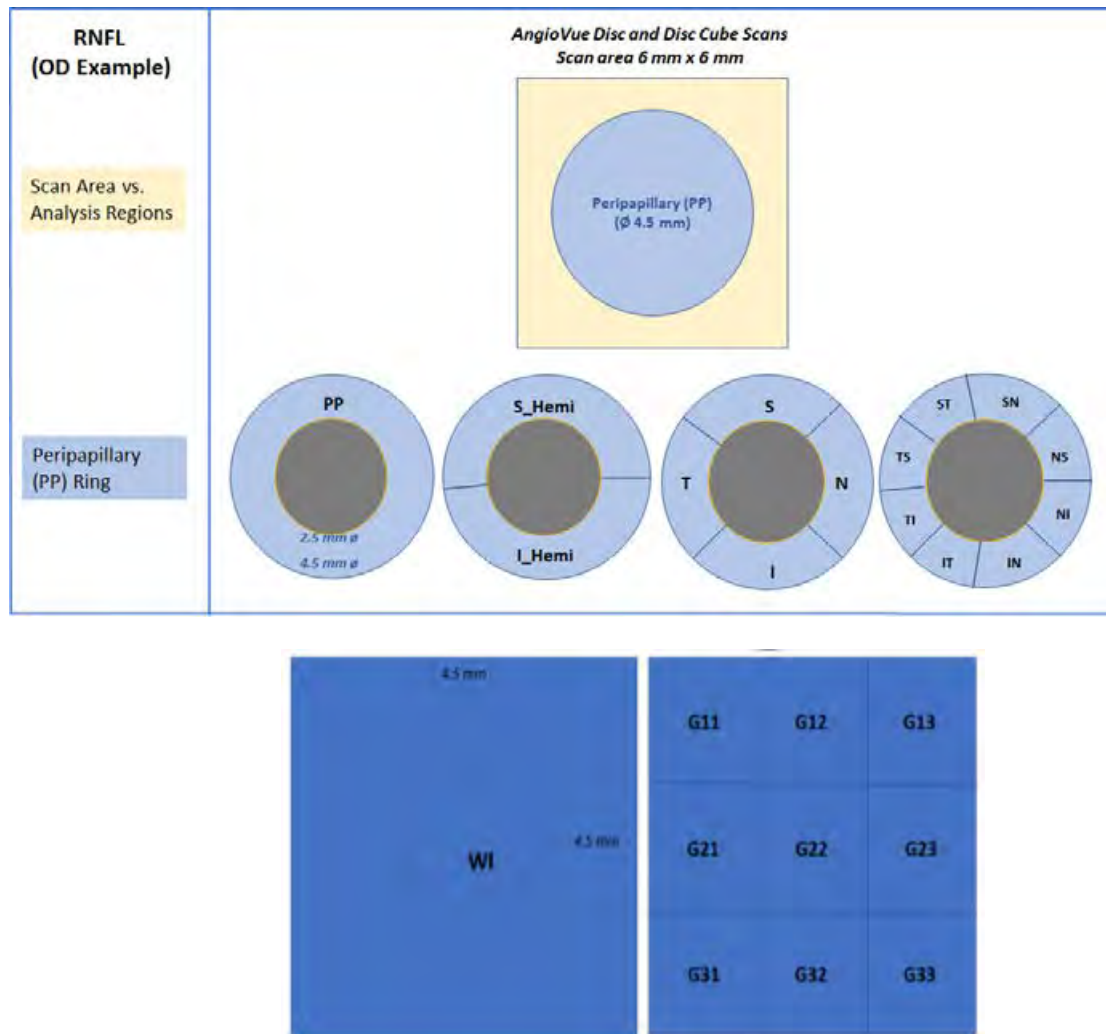 RNFL
(OD Example)
AngioVue Disc and Disc Cube Scans
Scan area 6 mm x 6 mm
Scan Area vs.
Analysis Regions
Peripapillary (PP)
(Ø 4.5 mm)
Peripapillary
(PP) Ring
PP
2.5 mm ø
4.5 mm ø
S_Hemi
I_Hemi
S
T
N
I
ST
SN
TS
NS
TI
NI
IT
IN
4.5 mm
4.5 mm
WI
G11
G12
G13
G21
G22
G23
G31
G32
G33